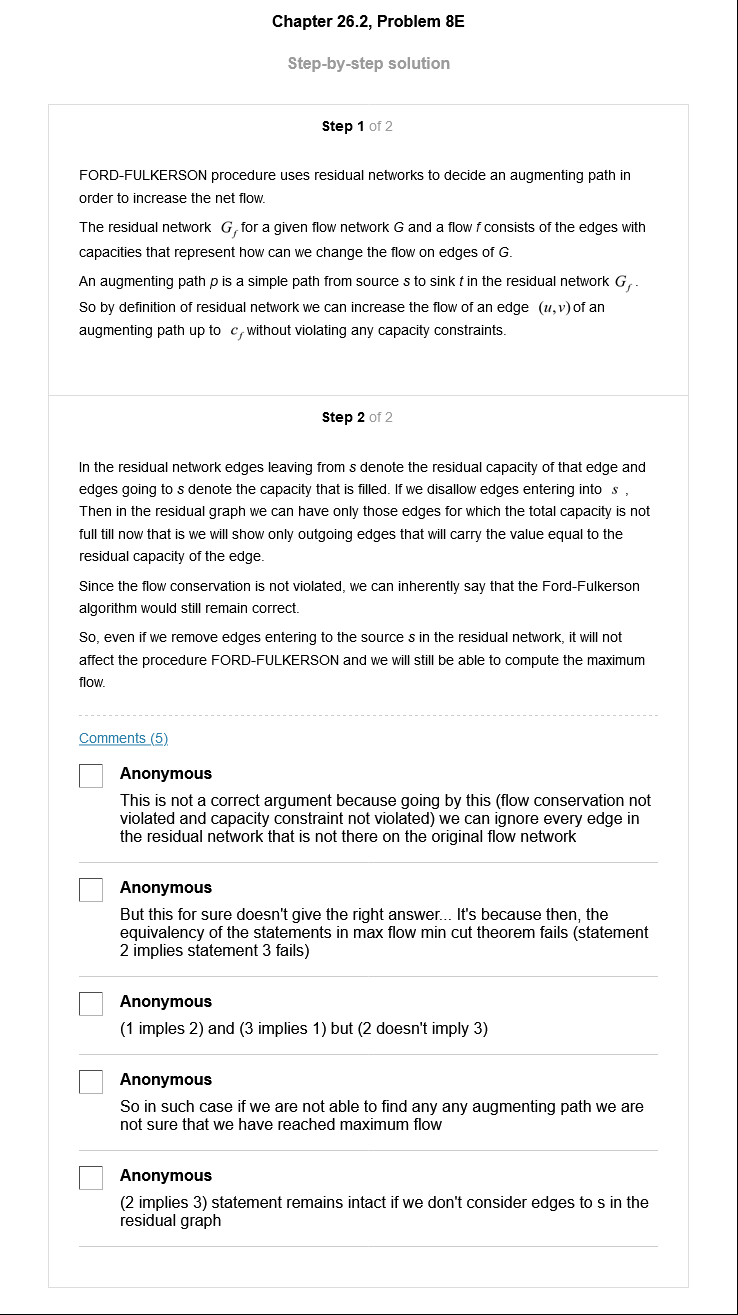 Chapter 26.2, Problem 8E
Step-by-step solution
Step 1 of 2
FORD-FULKERSON procedure uses residual networks to decide an augmenting path in
order to increase the net flow.
The residual network G_f for a given flow network G and a flow f consists of the edges with
capacities that represent how can we change the flow on edges of G.
An augmenting path p is a simple path from source s to sink t in the residual network G_f.
So by definition of residual network we can increase the flow of an edge (u,v) of an
augmenting path up to c_f without violating any capacity constraints.
Step 2 of 2
In the residual network edges leaving from s denote the residual capacity of that edge and
edges going to s denote the capacity that is filled. If we disallow edges entering into s ,
Then in the residual graph we can have only those edges for which the total capacity is not
full till now that is we will show only outgoing edges that will carry the value equal to the
residual capacity of the edge.
Since the flow conservation is not violated, we can inherently say that the Ford-Fulkerson
algorithm would still remain correct.
So, even if we remove edges entering to the source s in the residual network, it will not
affect the procedure FORD-FULKERSON and we will still be able to compute the maximum
flow.
Comments (5)
Anonymous
This is not a correct argument because going by this (flow conservation not
violated and capacity constraint not violated) we can ignore every edge in
the residual network that is not there on the original flow network
Anonymous
But this for sure doesn't give the right answer... It's because then, the
equivalency of the statements in max flow min cut theorem fails (statement
2 implies statement 3 fails)
Anonymous
(1 imples 2) and (3 implies 1) but (2 doesn't imply 3)
Anonymous
So in such case if we are not able to find any any augmenting path we are
not sure that we have reached maximum flow
Anonymous
(2 implies 3) statement remains intact if we don't consider edges to s in the
residual graph